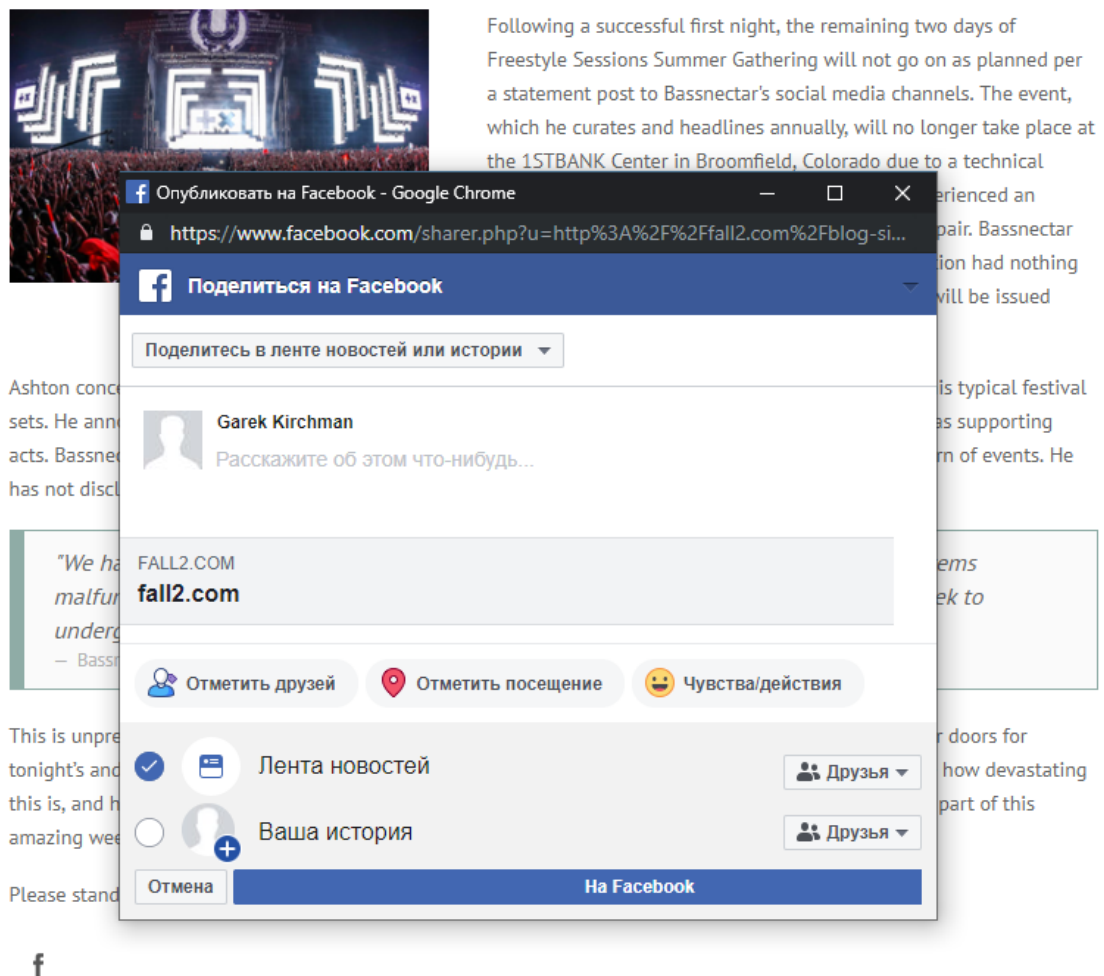 Following a successful first night, the remaining two days of
Freestyle Sessions Summer Gathering will not go on as planned per
a statement post to Bassnectar's social media channels. The event,
which he curates and headlines annually, will no longer take place at
the 1STBANK Center in Broomfield, Colorado due to a technical
erienced an
pair. Bassnectar
tion had nothing
will be issued
Опубликовать на Facebook - Google Chrome
https://www.facebook.com/sharer.php?u=http%3A%2F%2Ffall2.com%2Fblog-si...
Поделиться на Facebook
Поделитесь в ленте новостей или истории
Garek Kirchman
Расскажите об этом что-нибудь...
FALL2.COM
fall2.com
Отметить друзей Отметить посещение Чувства/действия
Лента новостей Друзья
Ваша история Друзья
Отмена На Facebook
Ashton conce is typical festival
sets. He anno as supporting
acts. Bassnec rn of events. He
has not discl
"We ha ems
malfun ek to
underg
— Bassn
This is unpre r doors for
tonight's and how devastating
this is, and h part of this
amazing wee
Please stand